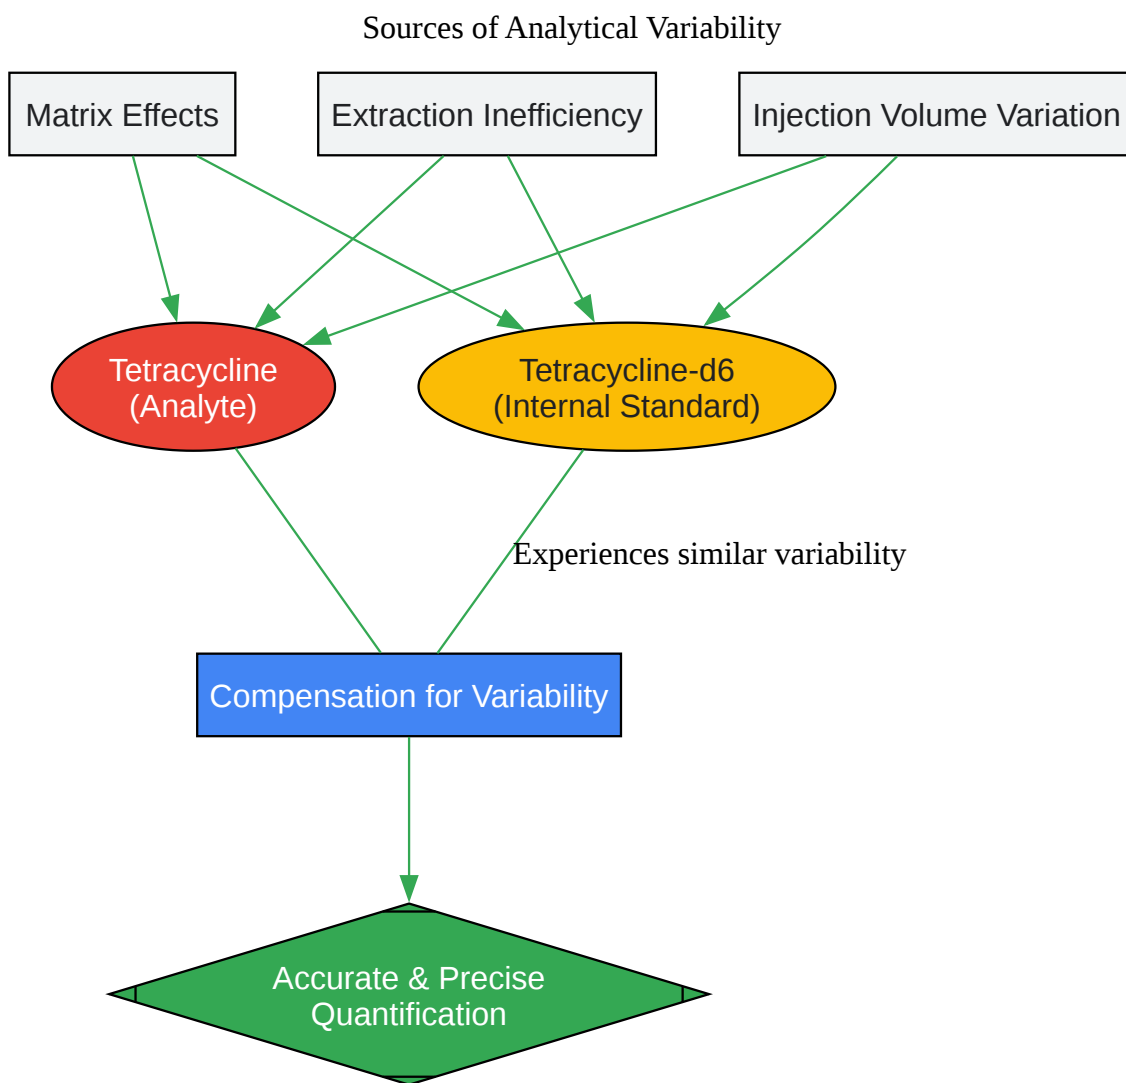 Sources of Analytical Variability
Matrix Effects
Extraction Inefficiency
Injection Volume Variation
Tetracycline
(Analyte)
Tetracycline-d6
(Internal Standard)
Experiences similar variability
Compensation for Variability
Accurate & Precise
Quantification